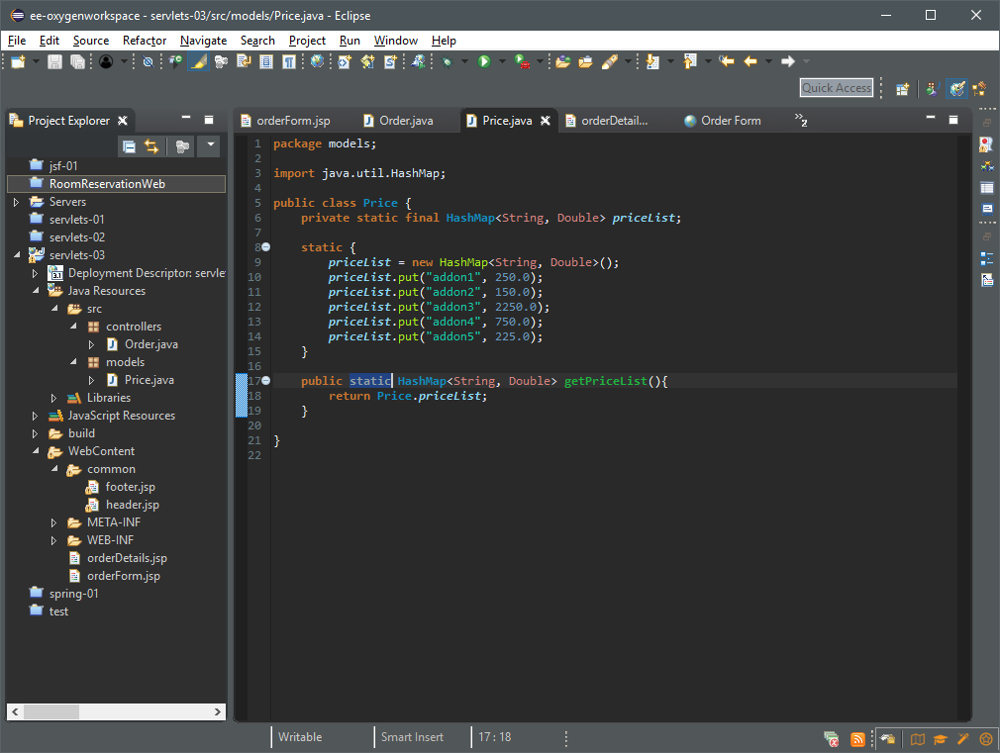 ee-oxygenworkspace - servlets-03/src/models/Price.java - Eclipse
File Edit Source Refactor Navigate Search Project Run Window Help
Quick Access
Project Explorer
orderForm.jsp
Order.java
Price.java
orderDetail...
Order Form
»2
jsf-01
RoomReservationWeb
Servers
servlets-01
servlets-02
servlets-03
Deployment Descriptor: servle
Java Resources
src
controllers
Order.java
models
Price.java
Libraries
JavaScript Resources
build
WebContent
common
footer.jsp
header.jsp
META-INF
WEB-INF
orderDetails.jsp
orderForm.jsp
spring-01
test
1 package models;
2
3 import java.util.HashMap;
4
5 public class Price {
6     private static final HashMap<String, Double> priceList;
7
8     static {
9         priceList = new HashMap<String, Double>();
10         priceList.put("addon1", 250.0);
11         priceList.put("addon2", 150.0);
12         priceList.put("addon3", 2250.0);
13         priceList.put("addon4", 750.0);
14         priceList.put("addon5", 225.0);
15     }
16
17     public static HashMap<String, Double> getPriceList(){
18         return Price.priceList;
19     }
20
21 }
22
Writable
Smart Insert
17 : 18